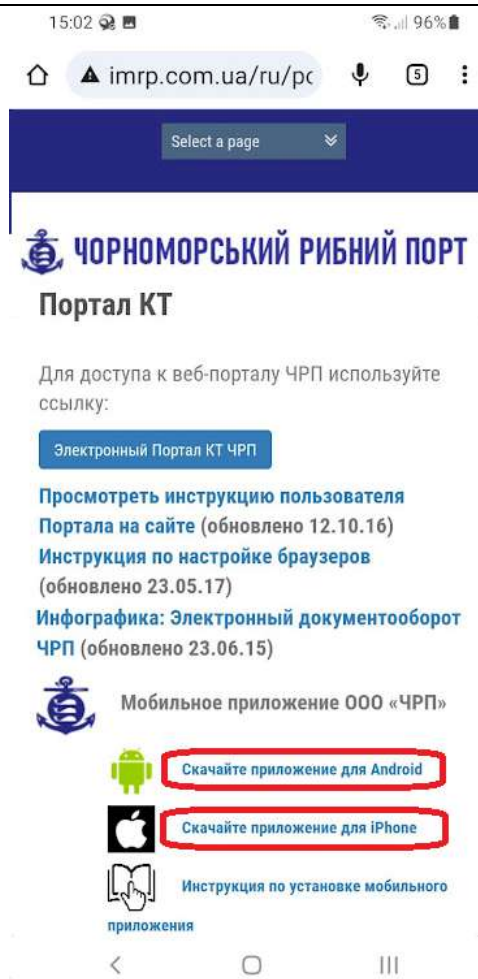 15:02
96%
imrp.com.ua/ru/pc
5
Select a page
ЧОРНОМОРСЬКИЙ РИБНИЙ ПОРТ
Портал КТ
Для доступа к веб-порталу ЧРП используйте
ссылку:
Электронный Портал КТ ЧРП
Просмотреть инструкцию пользователя
Портала на сайте (обновлено 12.10.16)
Инструкция по настройке браузеров
(обновлено 23.05.17)
Инфографика: Электронный документооборот
ЧРП (обновлено 23.06.15)
Мобильное приложение ООО «ЧРП»
Скачайте приложение для Android
Скачайте приложение для iPhone
Инструкция по установке мобильного
приложения